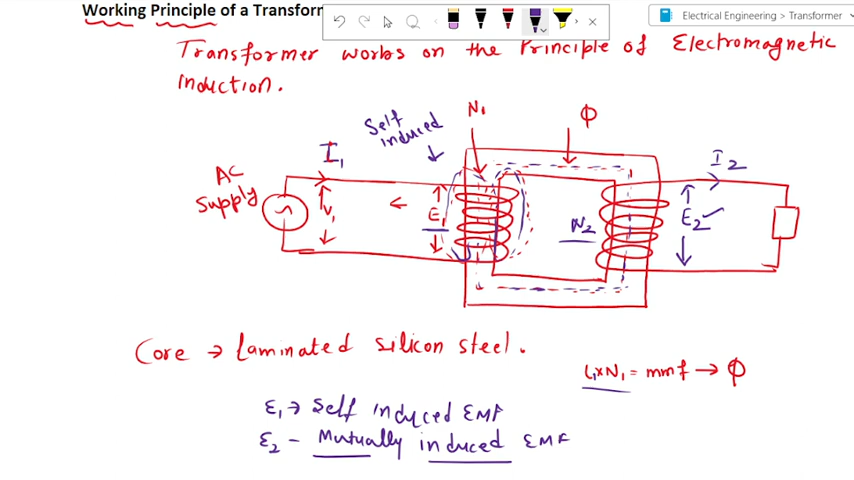 Working Principle of a Transform
Electrical Engineering > Transformer
Transformer works on the Principle of Electromagnetic
induction.
Self
induced
N1
Φ
I1
I2
AC
Supply
V1
E1
N2
E2
Core → Laminated silicon steel.
i1×N1 = mmf → Φ
E1 → Self induced EMF
E2 – Mutually induced EMF